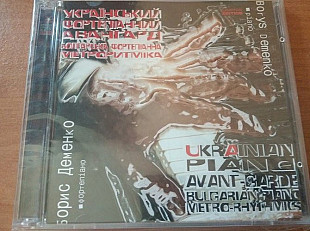 УКРАЇНСЬКИЙ
ФОРТЕПІАННИЙ
АВАНГАРД
БОЛГАРСЬКА ФОРТЕПІАННА
МЕТРОРИТМІКА
Borys Demenko
piano
Борис Деменко
фортепіано
UKRAINIAN
PIANO
AVANT-GARDE
BULGARIAN PIANO
METRO-RHYTHMICS